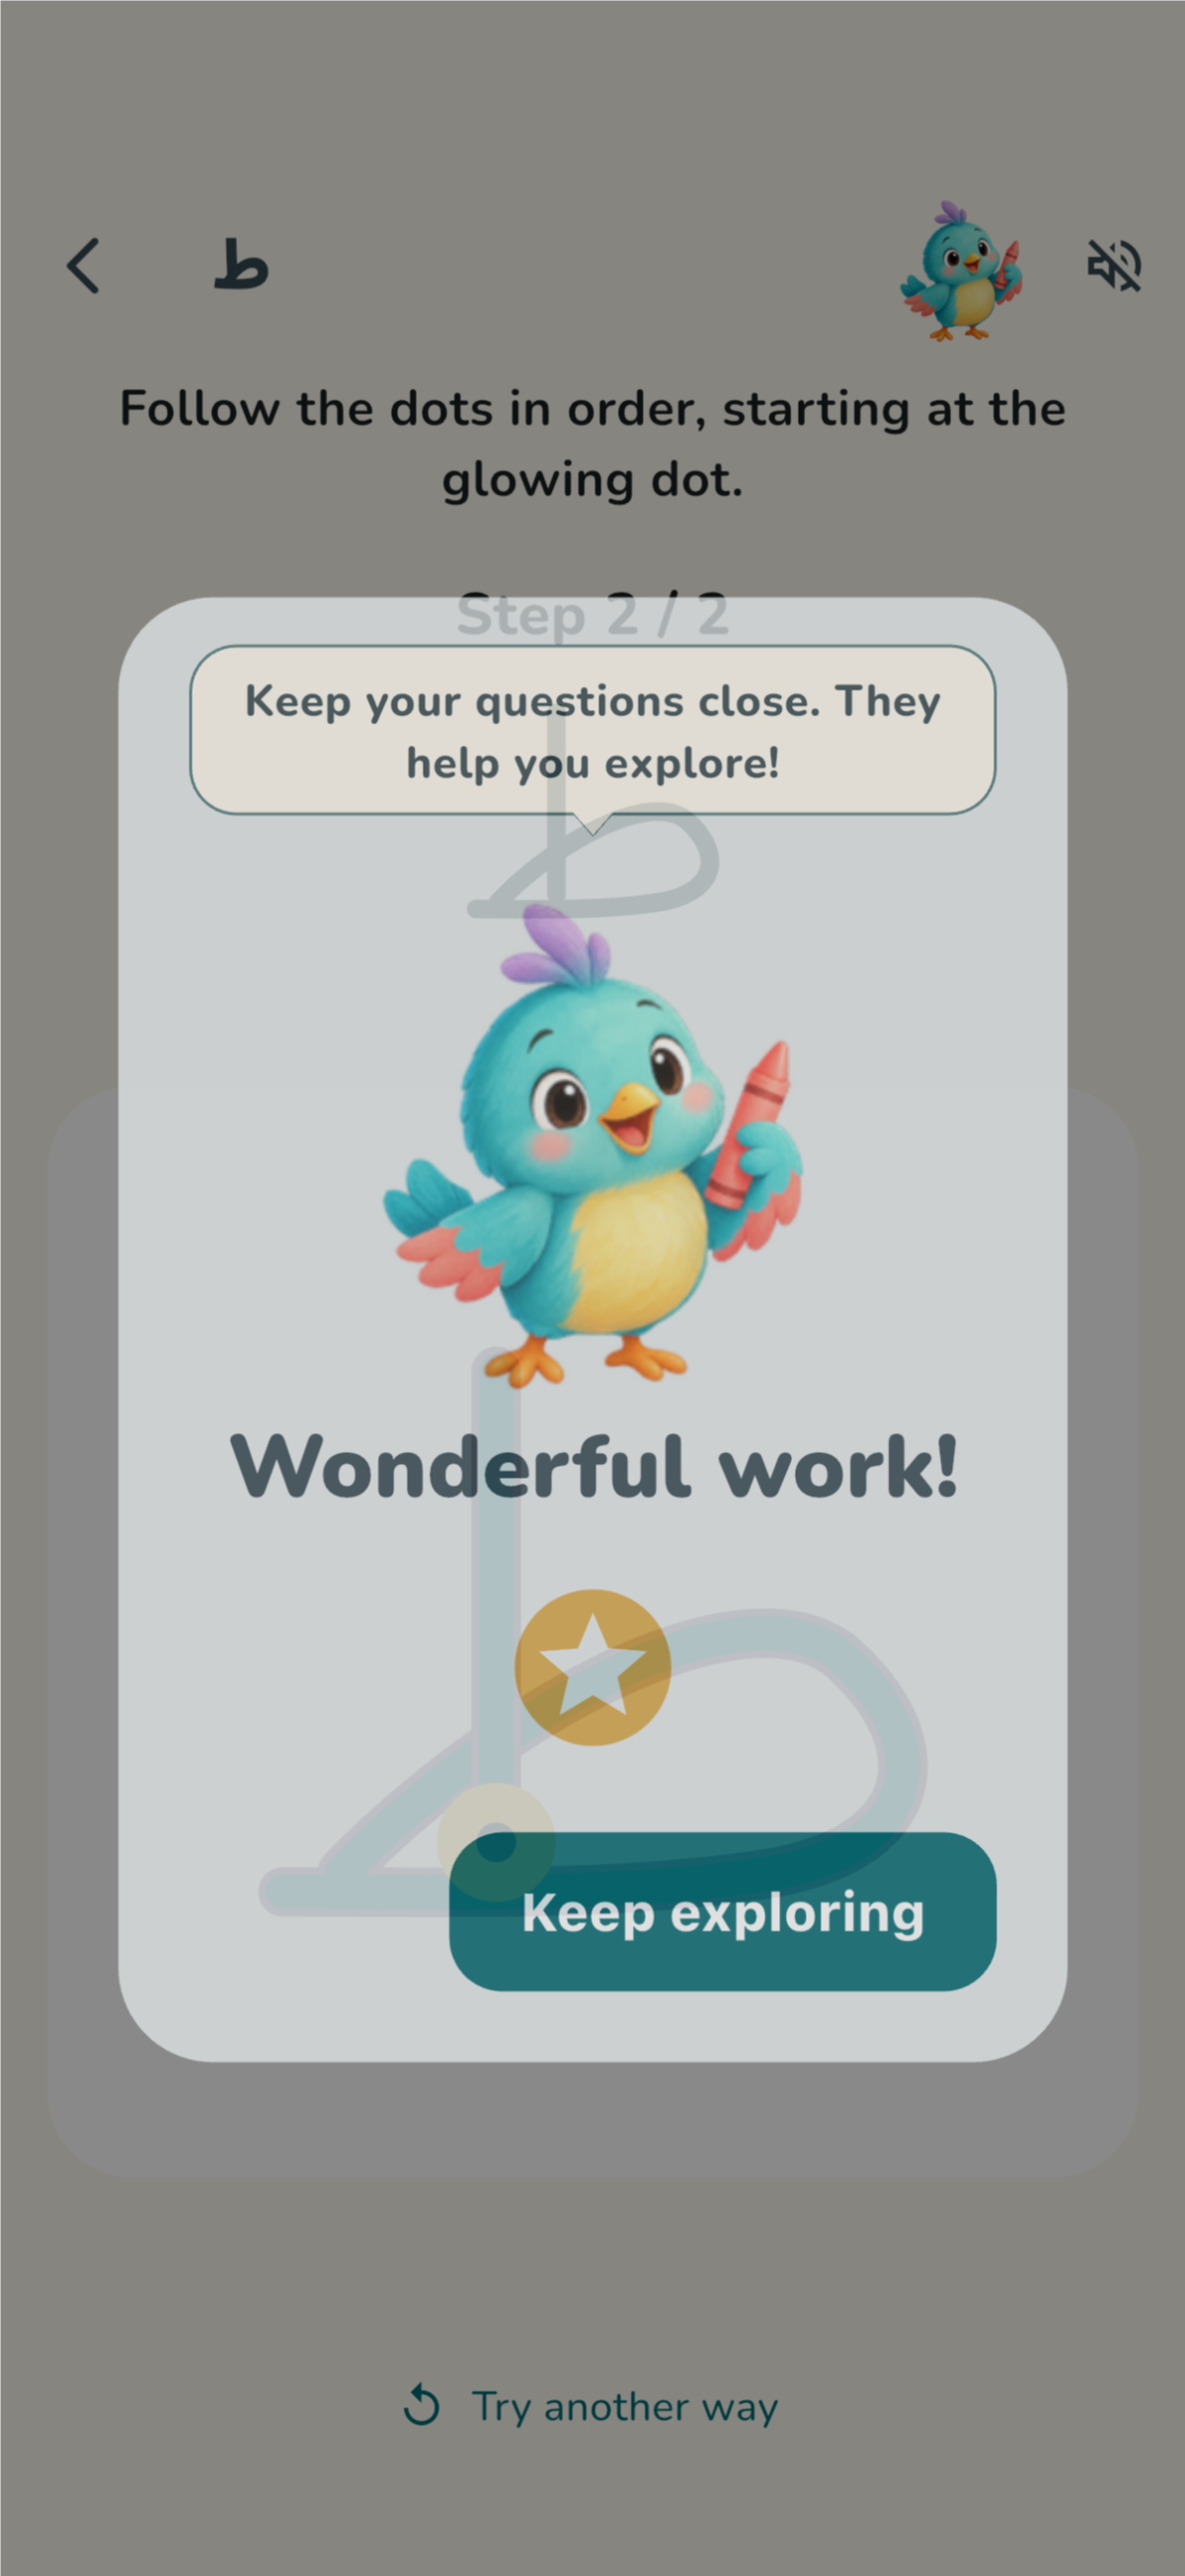 ط
Follow the dots in order, starting at the
glowing dot.
Step 2 / 2
Keep your questions close. They
help you explore!
ط
Wonderful work!
ط
Keep exploring
Try another way